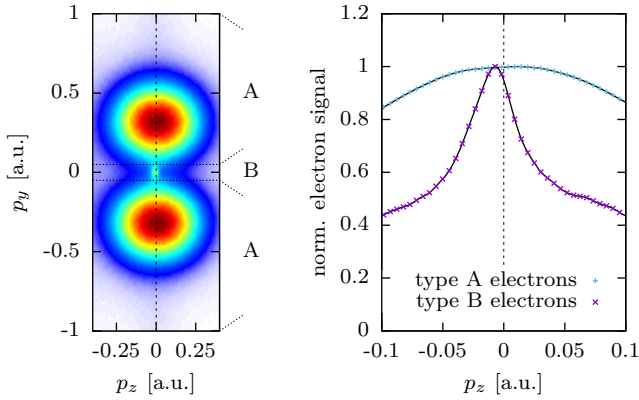 1
0.5
0
-0.5
-1
-0.25
0
0.25
p_y [a.u.]
p_z [a.u.]
A
B
A
1.2
1
0.8
0.6
0.4
0.2
0
-0.1
-0.05
0
0.05
0.1
norm. electron signal
p_z [a.u.]
type A electrons
type B electrons